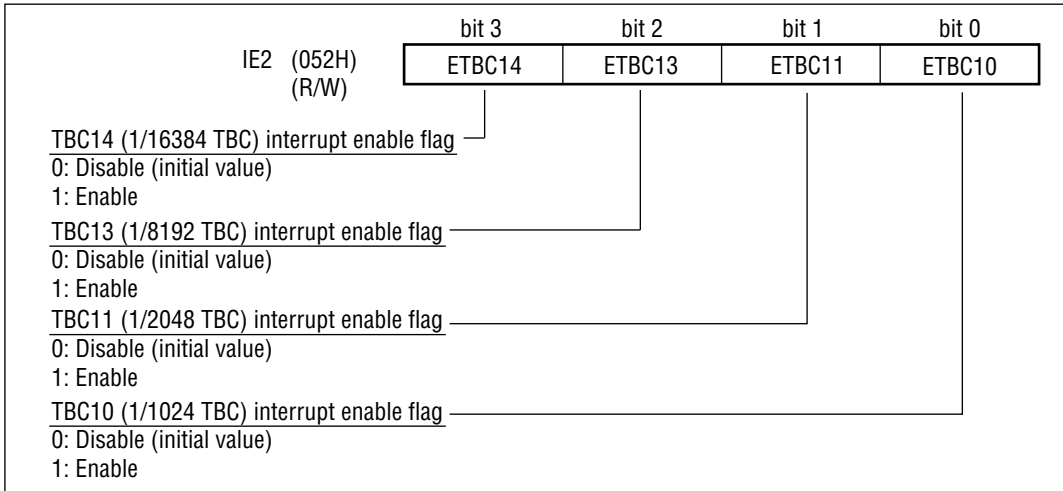 bit 3 bit 2 bit 1 bit 0
IE2 (052H) ETBC14 ETBC13 ETBC11 ETBC10
(R/W)
TBC14 (1/16384 TBC) interrupt enable flag
0: Disable (initial value)
1: Enable
TBC13 (1/8192 TBC) interrupt enable flag
0: Disable (initial value)
1: Enable
TBC11 (1/2048 TBC) interrupt enable flag
0: Disable (initial value)
1: Enable
TBC10 (1/1024 TBC) interrupt enable flag
0: Disable (initial value)
1: Enable